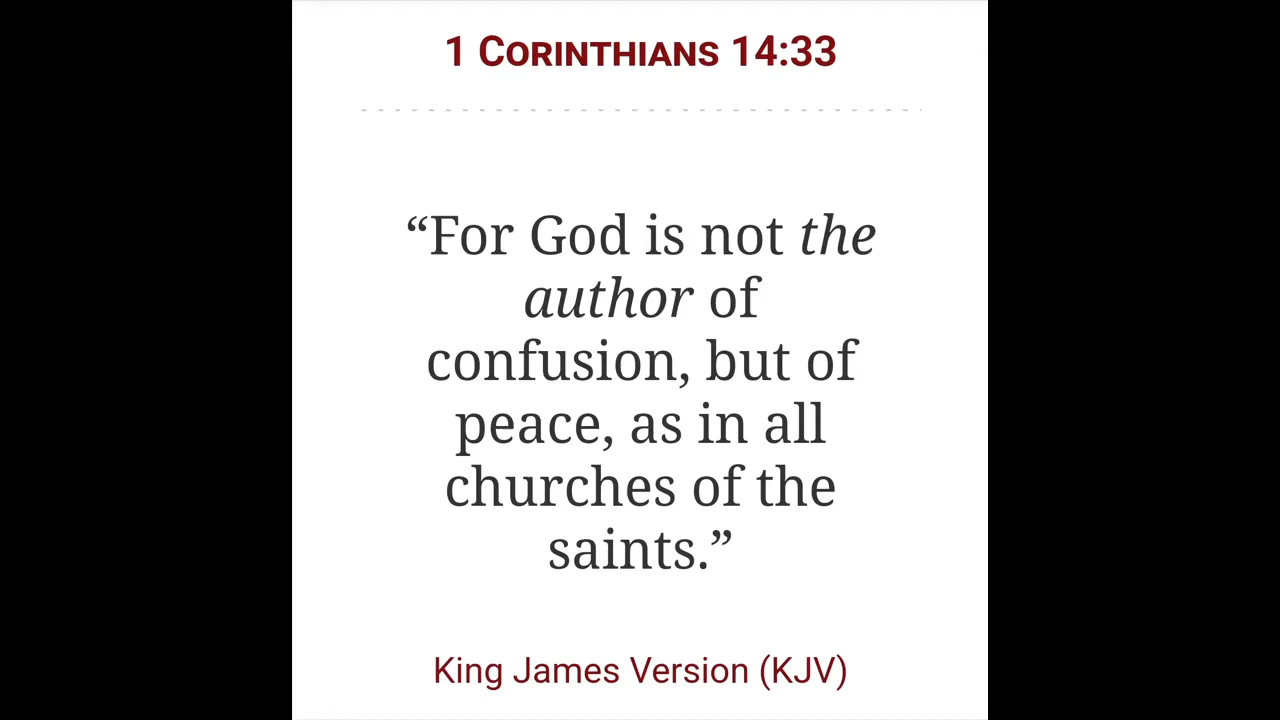 1 Corinthians 14:33
“For God is not the
author of
confusion, but of
peace, as in all
churches of the
saints.”
King James Version (KJV)